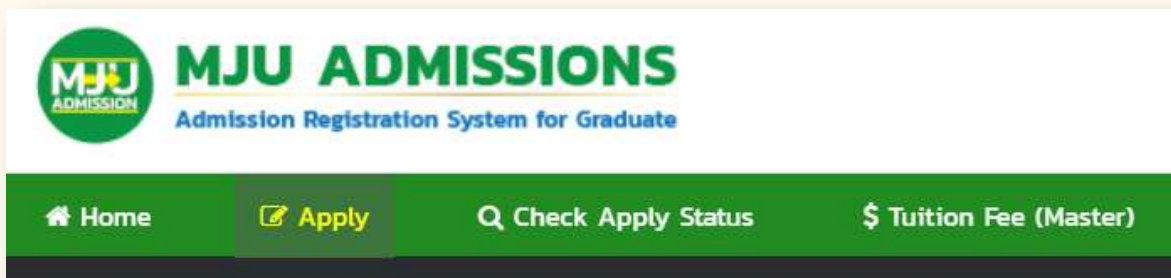 MJU
ADMISSION
MJU ADMISSIONS
Admission Registration System for Graduate
Home Apply Check Apply Status $ Tuition Fee (Master)